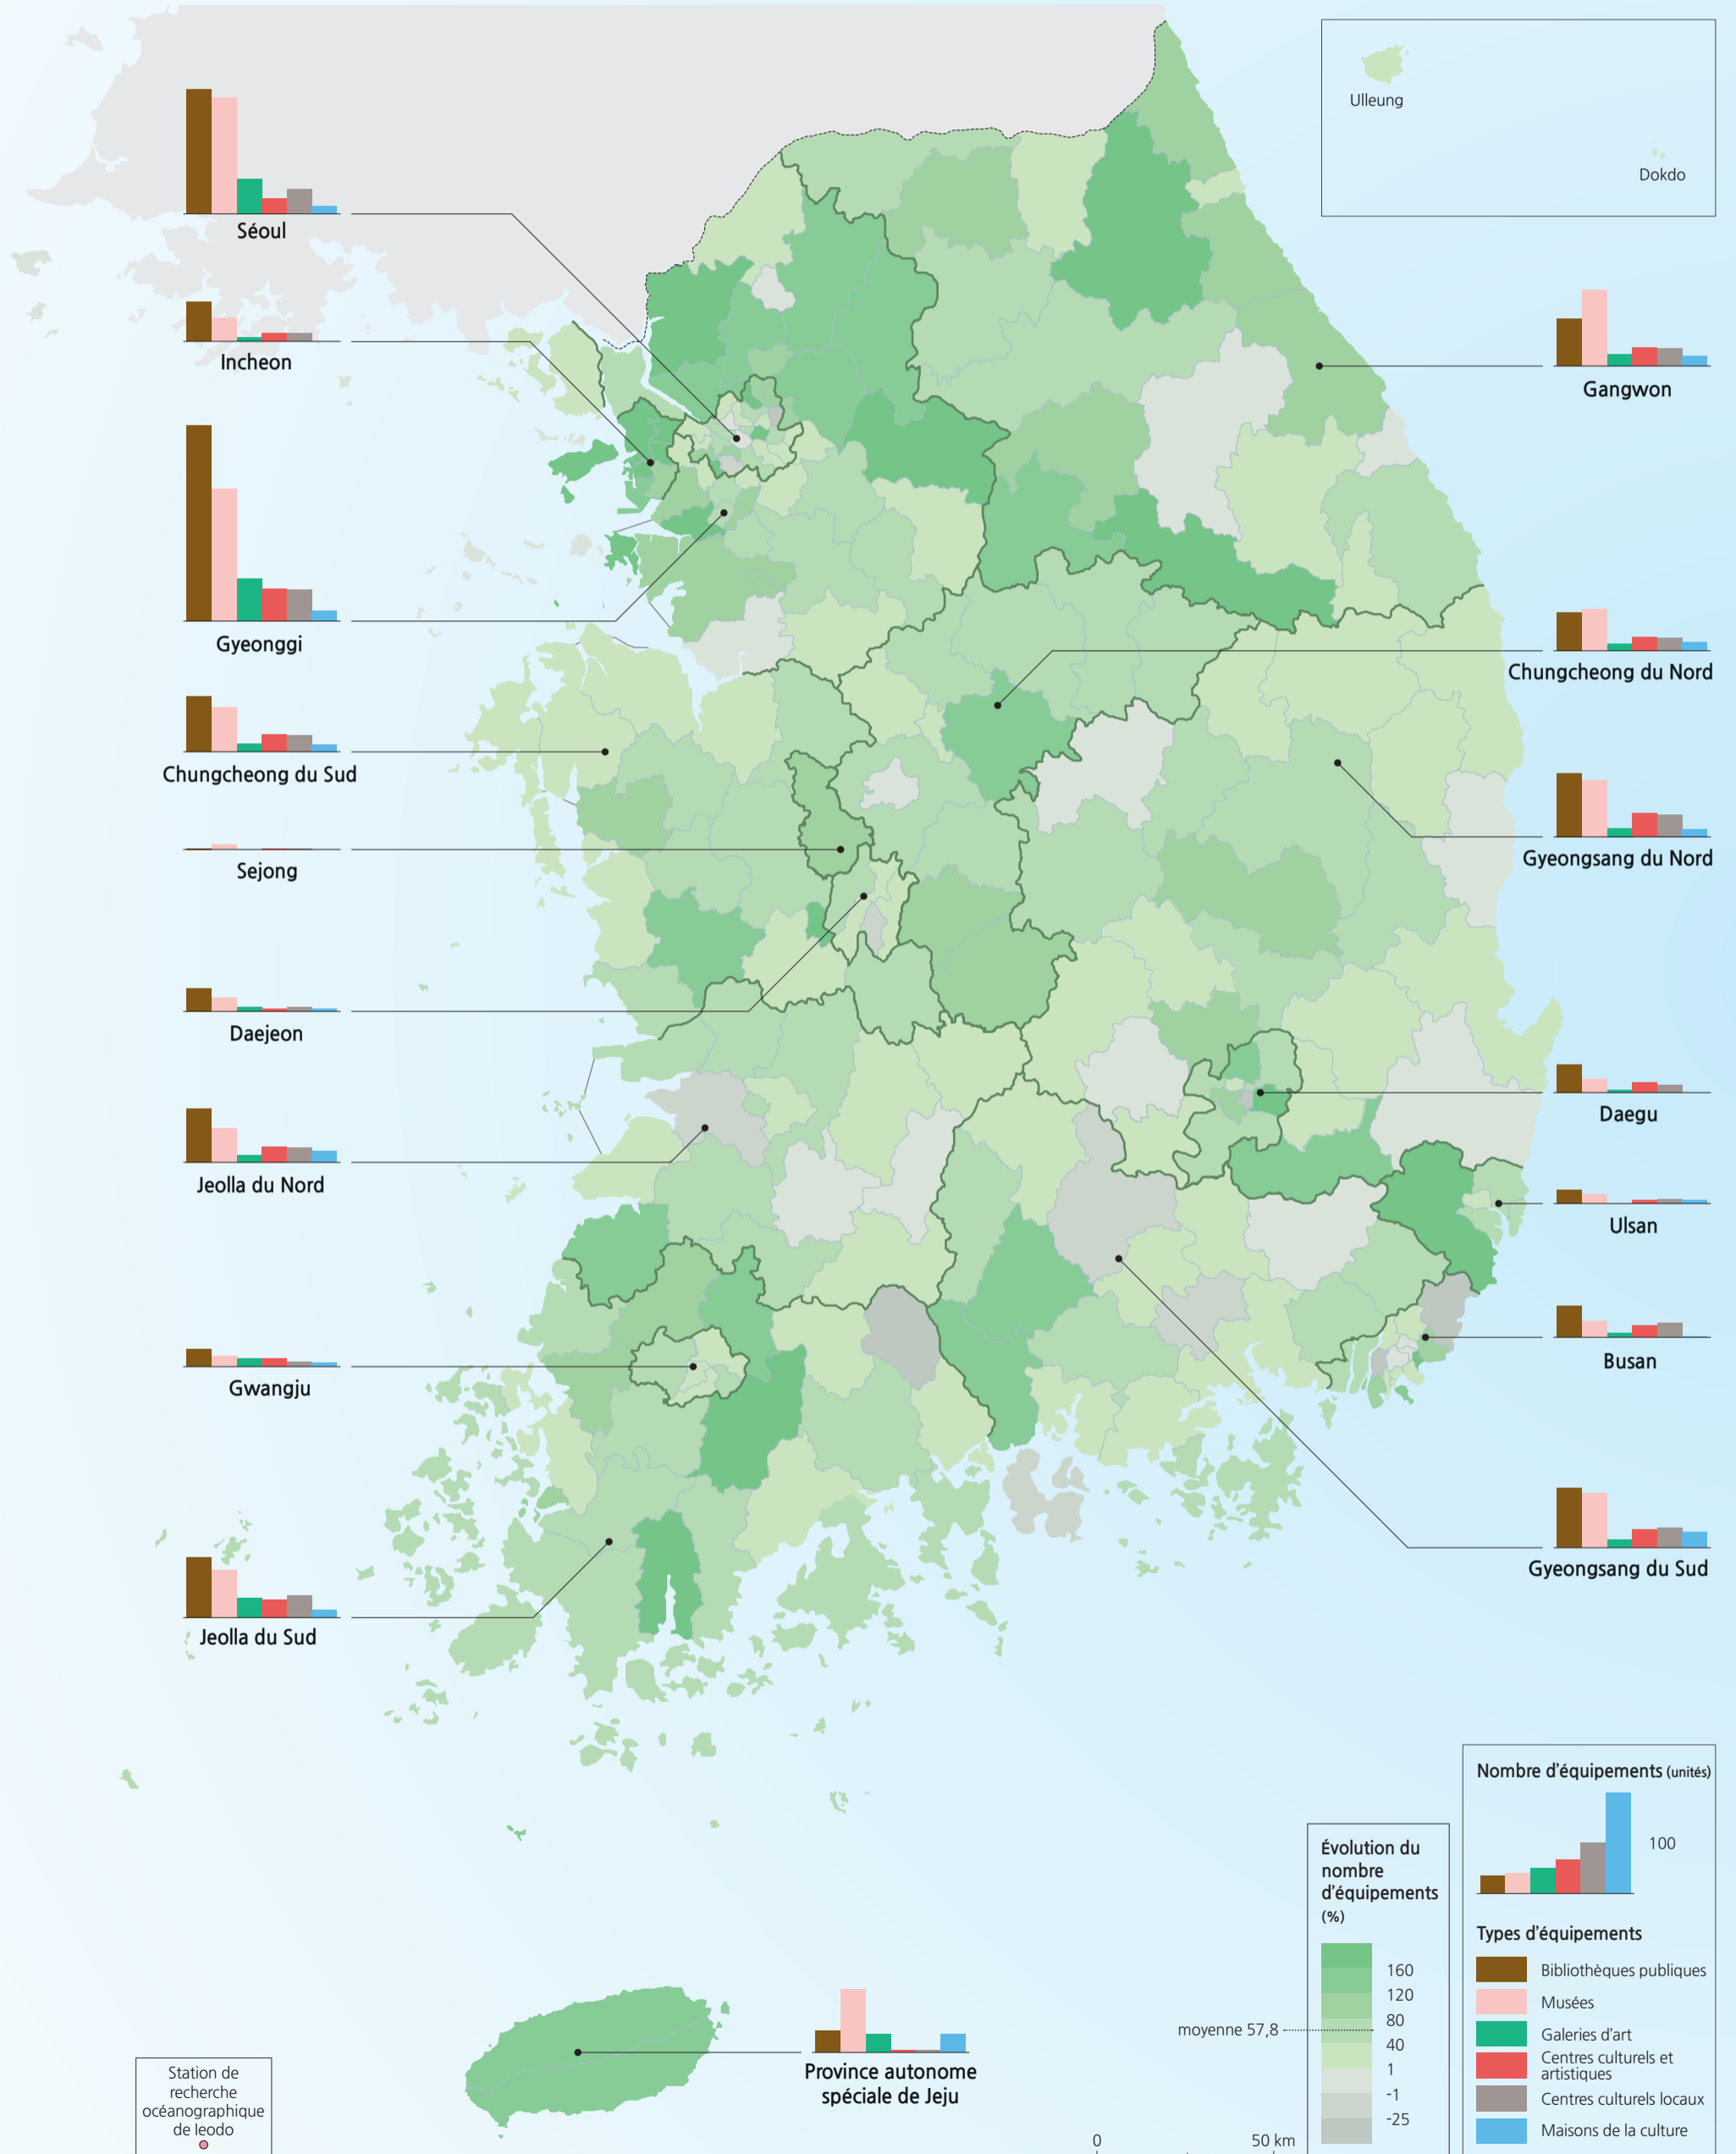 Ulleung
Dokdo
Séoul
Incheon
Gangwon
Gyeonggi
Chungcheong du Nord
Chungcheong du Sud
Gyeongsang du Nord
Sejong
Daejeon
Daegu
Jeolla du Nord
Ulsan
Busan
Gwangju
Gyeongsang du Sud
Jeolla du Sud
Province autonome
spéciale de Jeju
Station de
recherche
océanographique
de Ieodo
0
50 km
moyenne 57,8
Évolution du
nombre
d'équipements
(%)
160
120
80
40
1
-1
-25
Nombre d'équipements (unités)
100
Types d'équipements
Bibliothèques publiques
Musées
Galeries d'art
Centres culturels et
artistiques
Centres culturels locaux
Maisons de la culture